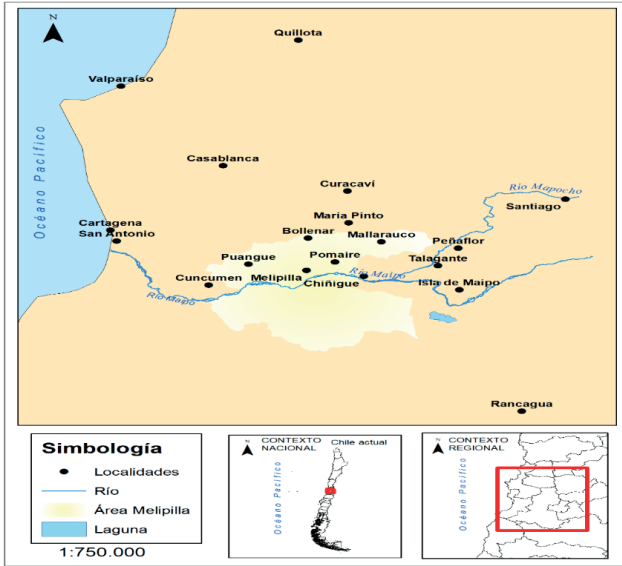 N
Quillota
Valparaíso
Océano Pacífico
Casablanca
Curacaví
Río Mapocho
Santiago
Maria Pinto
Cartagena
San Antonio
Bollenar
Mallarauco
Peñaflor
Puangue
Pomaire
Talagante
Cuncumen
Melipilla
Río Maipo
Chiñigue
Isla de Maipo
Río Maipo
Rancagua
Simbología
Localidades
Río
Área Melipilla
Laguna
1:750.000
N
CONTEXTO
NACIONAL
Chile actual
Océano Pacífico
N
CONTEXTO
REGIONAL
Océano Pacífico